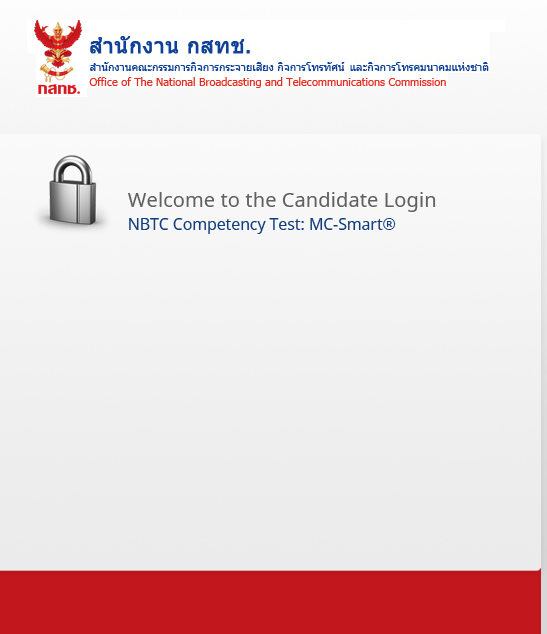 สำนักงาน กสทช.
สำนักงานคณะกรรมการกิจการกระจายเสียง กิจการโทรทัศน์ และกิจการโทรคมนาคมแห่งชาติ
Office of The National Broadcasting and Telecommunications Commission
กสทช.
Welcome to the Candidate Login
NBTC Competency Test: MC-Smart®